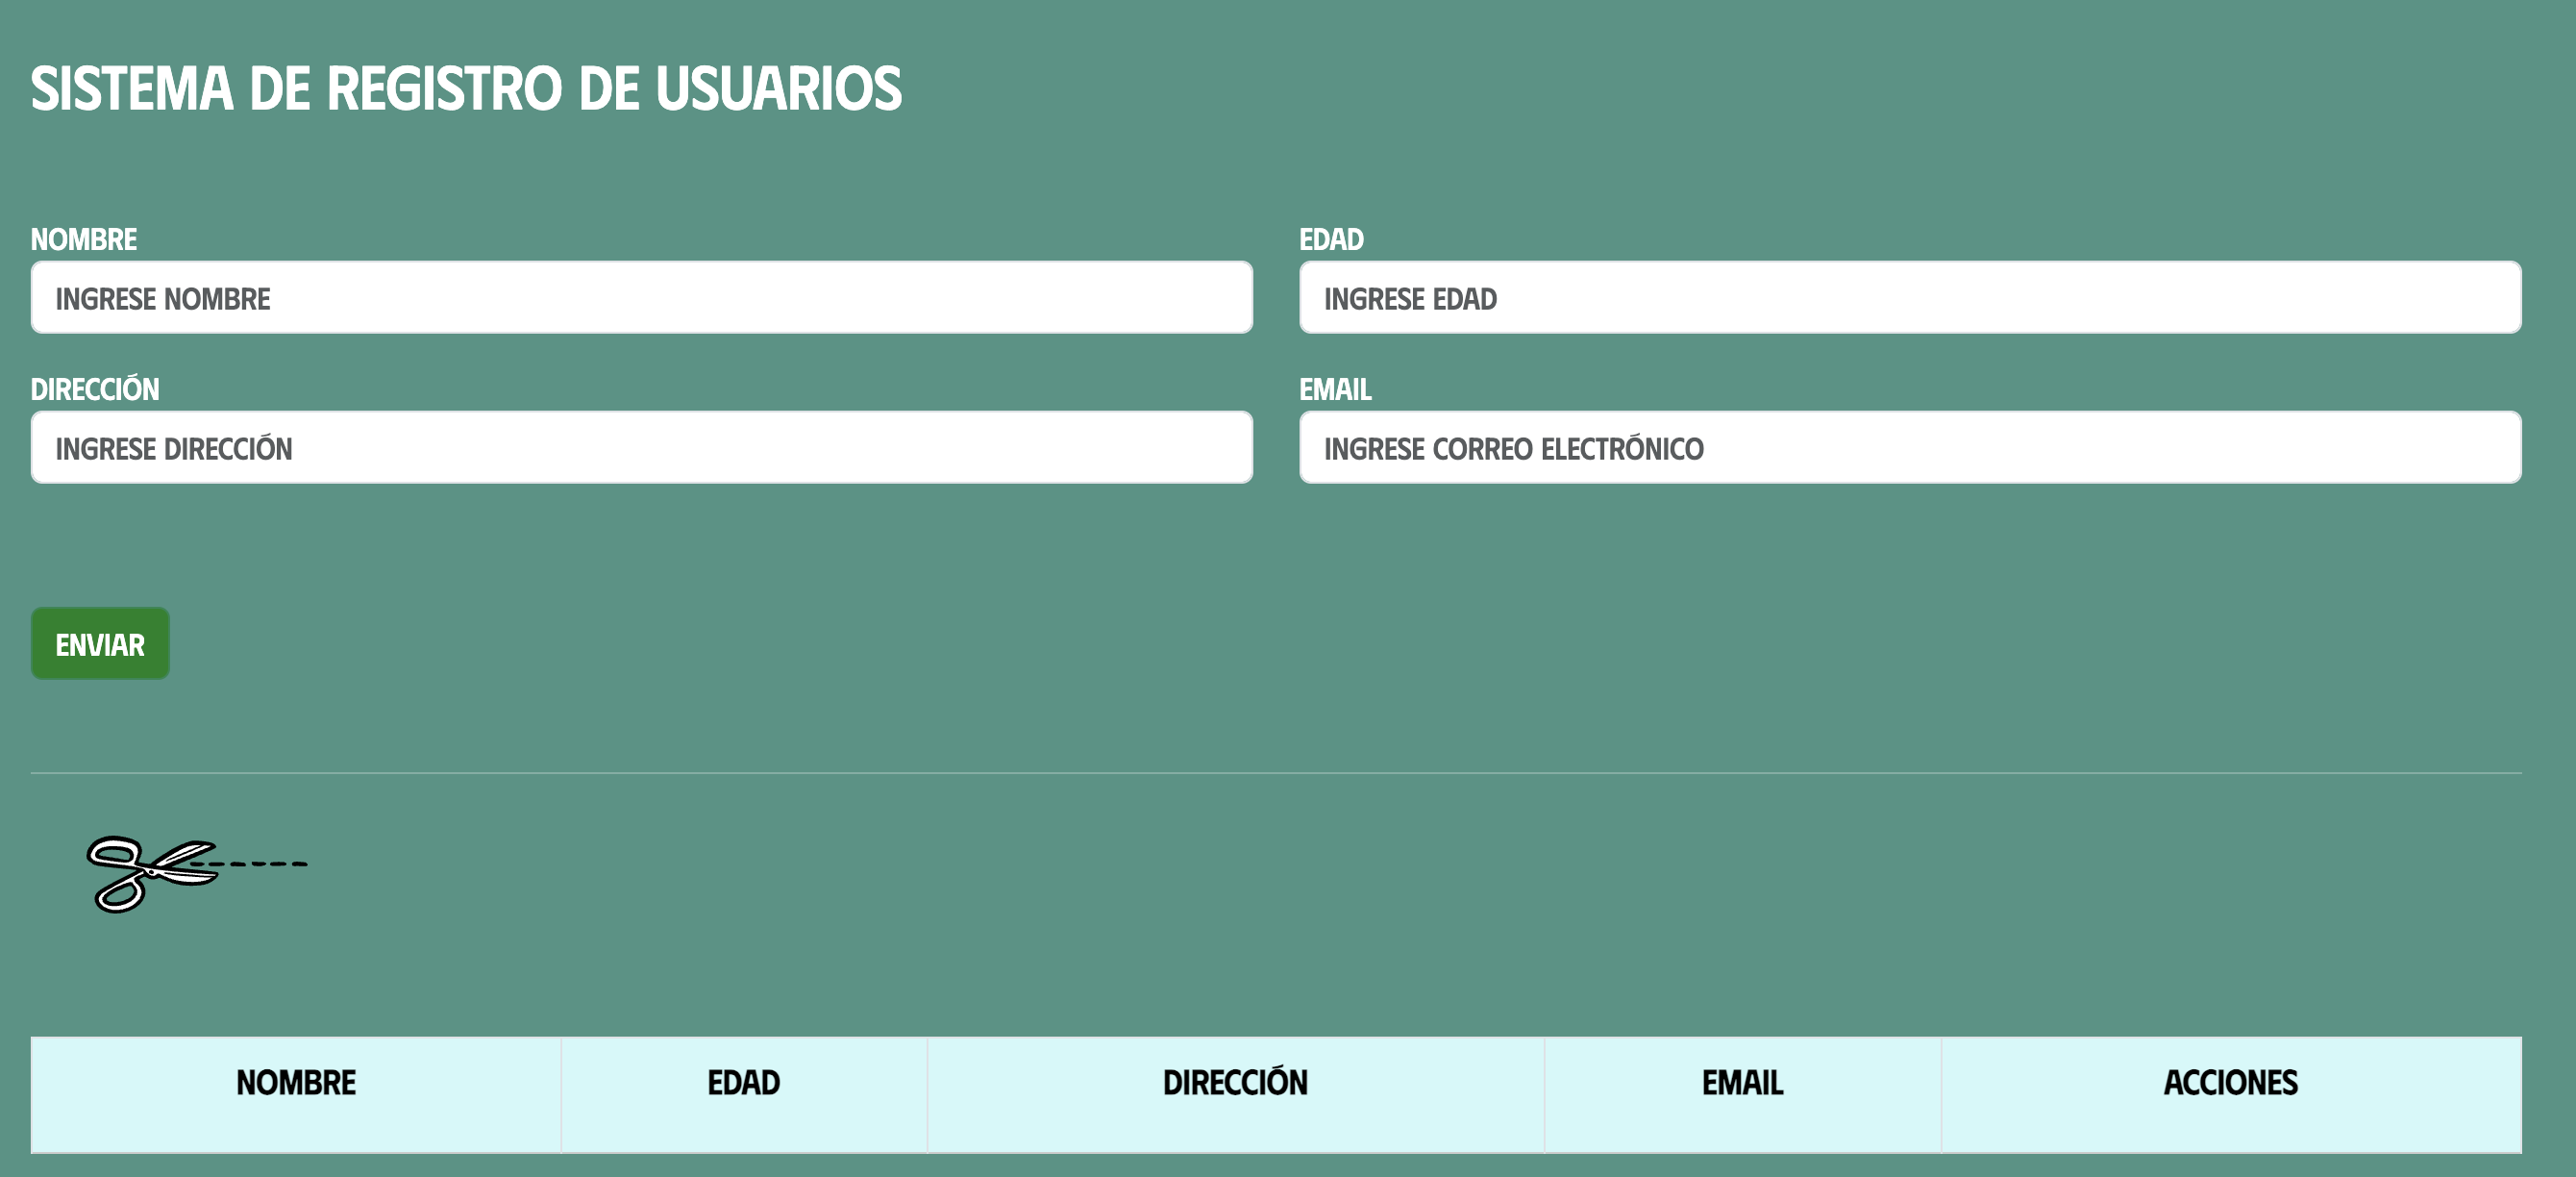 SISTEMA DE REGISTRO DE USUARIOS
NOMBRE
INGRESE NOMBRE
EDAD
INGRESE EDAD
DIRECCIÓN
INGRESE DIRECCIÓN
EMAIL
INGRESE CORREO ELECTRÓNICO
ENVIAR
NOMBRE EDAD DIRECCIÓN EMAIL ACCIONES